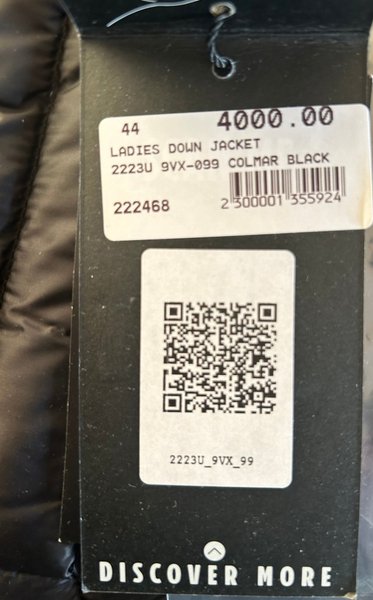 44 4000.00
LADIES DOWN JACKET
2223U 9VX-099 COLMAR BLACK
222468 2 300001 355924
2223U_9VX_99
DISCOVER MORE